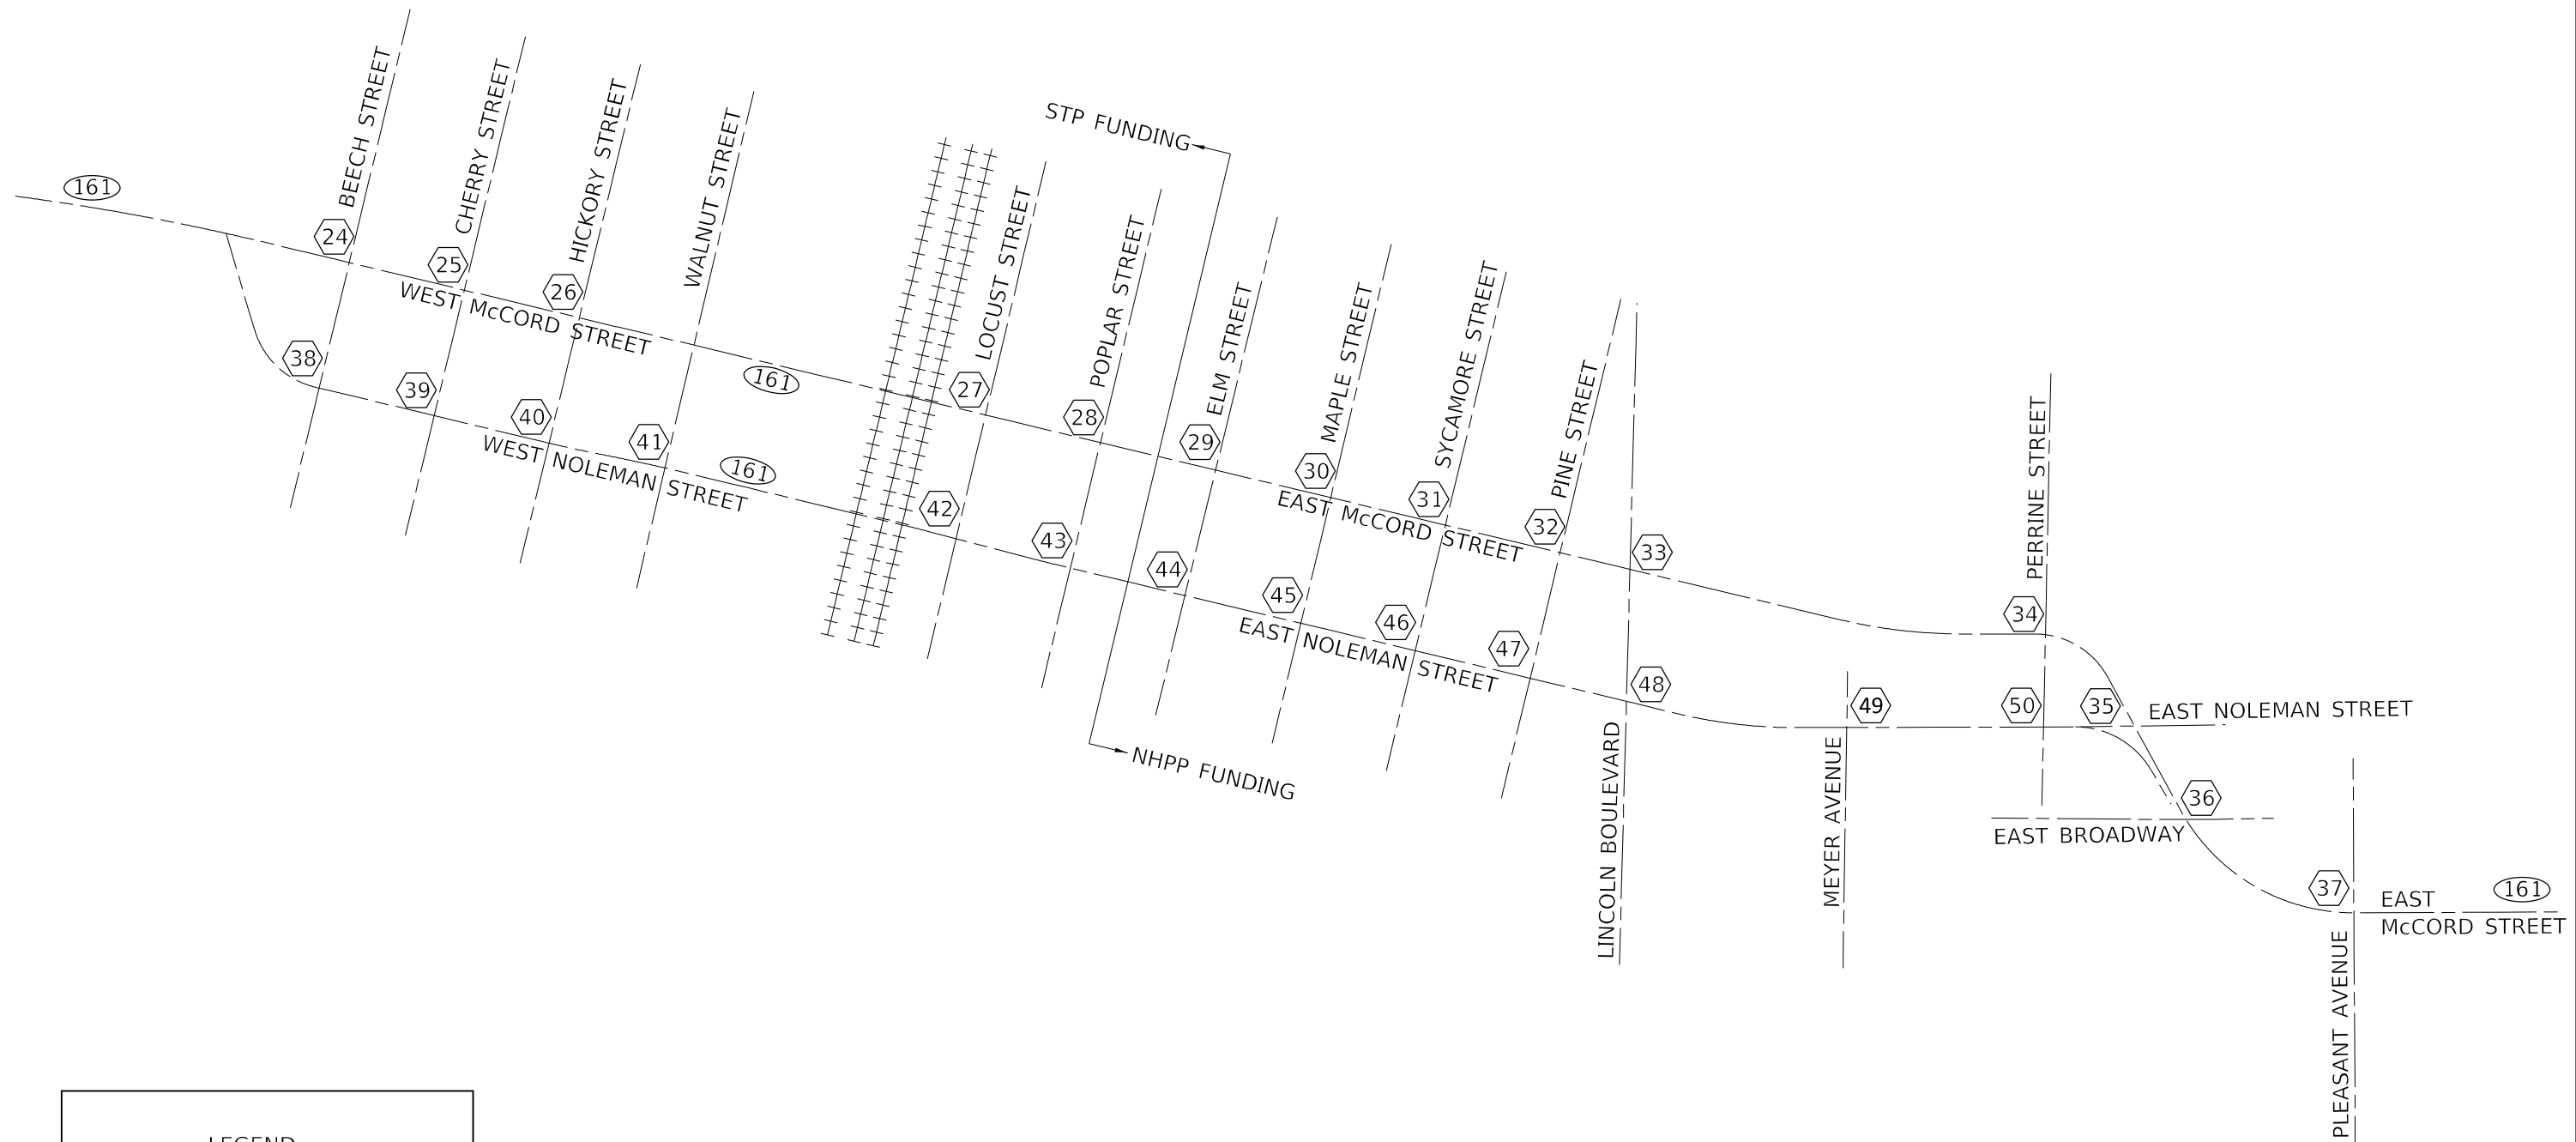 BEECH STREET
CHERRY STREET
HICKORY STREET
WALNUT STREET
STP FUNDING
161
24
25
26
WEST McCORD STREET
LOCUST STREET
POPLAR STREET
ELM STREET
MAPLE STREET
SYCAMORE STREET
PINE STREET
161
27
28
29
30
31
32
33
EAST McCORD STREET
PERRINE STREET
34
38
39
40
41
WEST NOLEMAN STREET
161
42
43
44
45
46
47
48
EAST NOLEMAN STREET
49
50
35
EAST NOLEMAN STREET
NHPP FUNDING
LINCOLN BOULEVARD
MEYER AVENUE
36
EAST BROADWAY
37
EAST
McCORD STREET
161
PLEASANT AVENUE
LEGEND